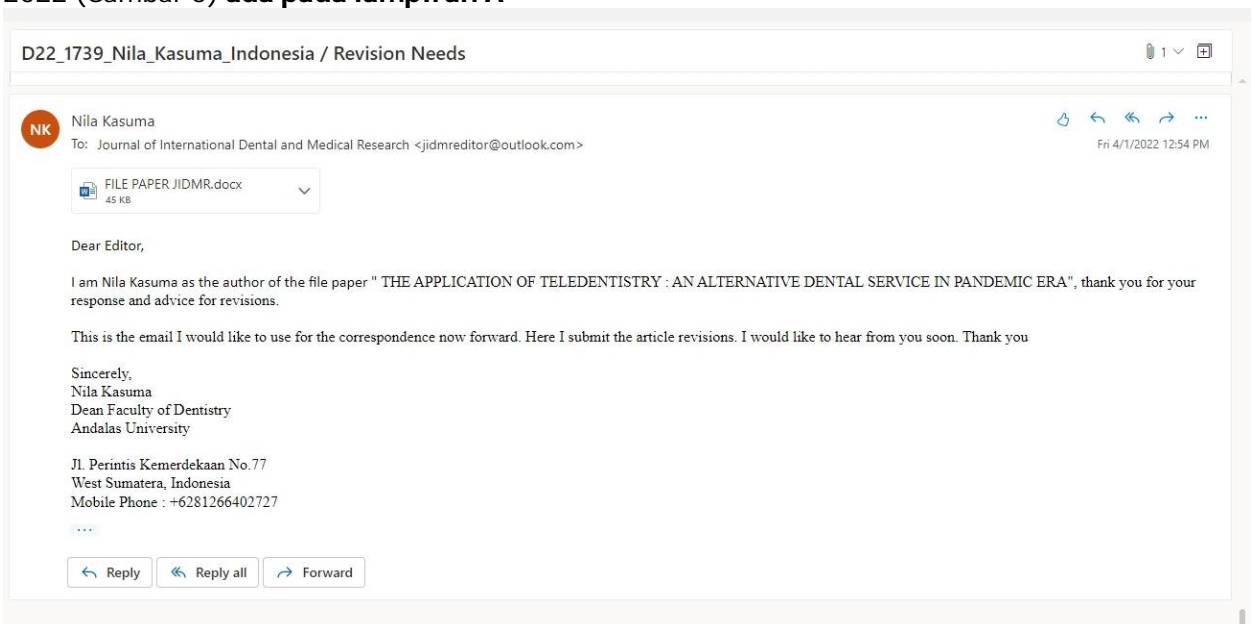 2022 (Gambar 3) ada pada lampiran A
D22_1739_Nila_Kasuma_Indonesia / Revision Needs
1
NK
Nila Kasuma
To: Journal of International Dental and Medical Research <jidmreditor@outlook.com>
Fri 4/1/2022 12:54 PM
FILE PAPER JIDMR.docx
45 KB
Dear Editor,
I am Nila Kasuma as the author of the file paper " THE APPLICATION OF TELEDENTISTRY : AN ALTERNATIVE DENTAL SERVICE IN PANDEMIC ERA", thank you for your
response and advice for revisions.
This is the email I would like to use for the correspondence now forward. Here I submit the article revisions. I would like to hear from you soon. Thank you
Sincerely,
Nila Kasuma
Dean Faculty of Dentistry
Andalas University
Jl. Perintis Kemerdekaan No.77
West Sumatera, Indonesia
Mobile Phone : +6281266402727
...
Reply
Reply all
Forward